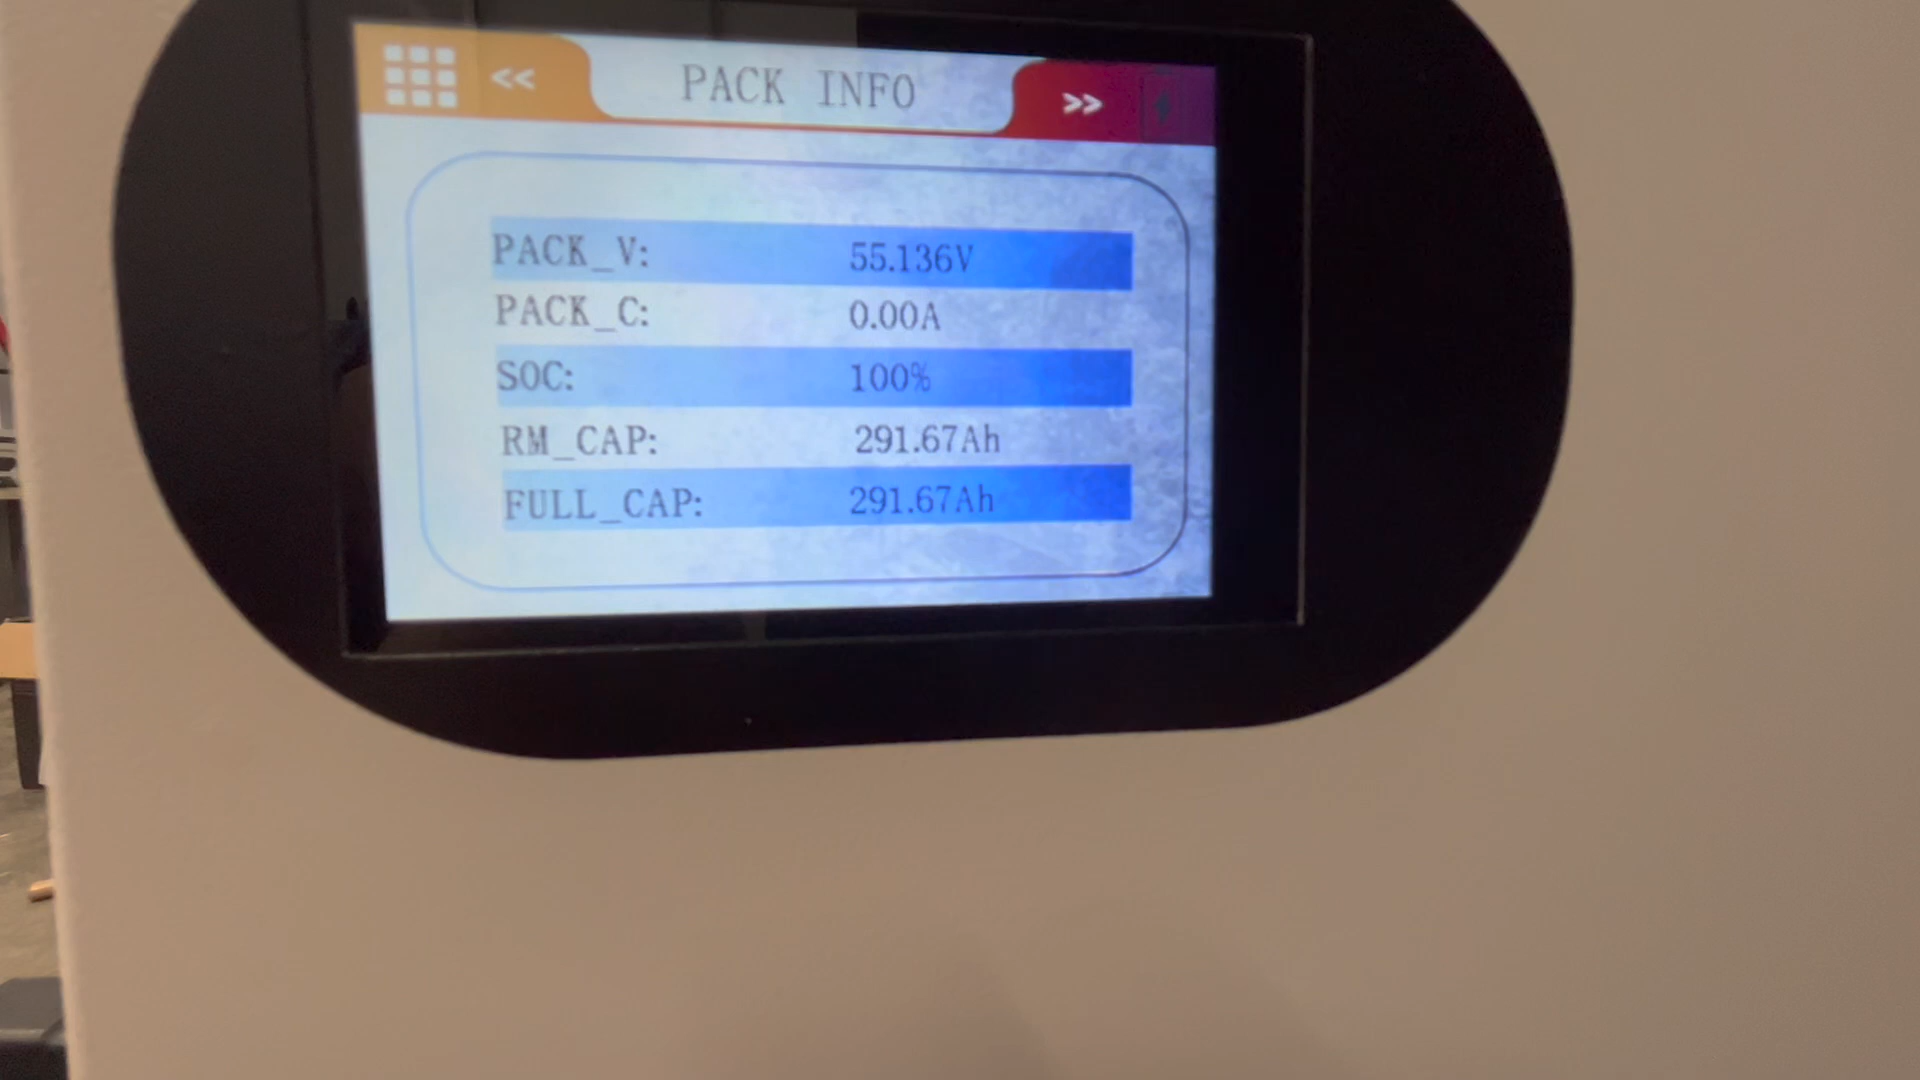 << PACK INFO >>
PACK_V: 55.136V
PACK_C: 0.00A
SOC: 100%
RM_CAP: 291.67Ah
FULL_CAP: 291.67Ah